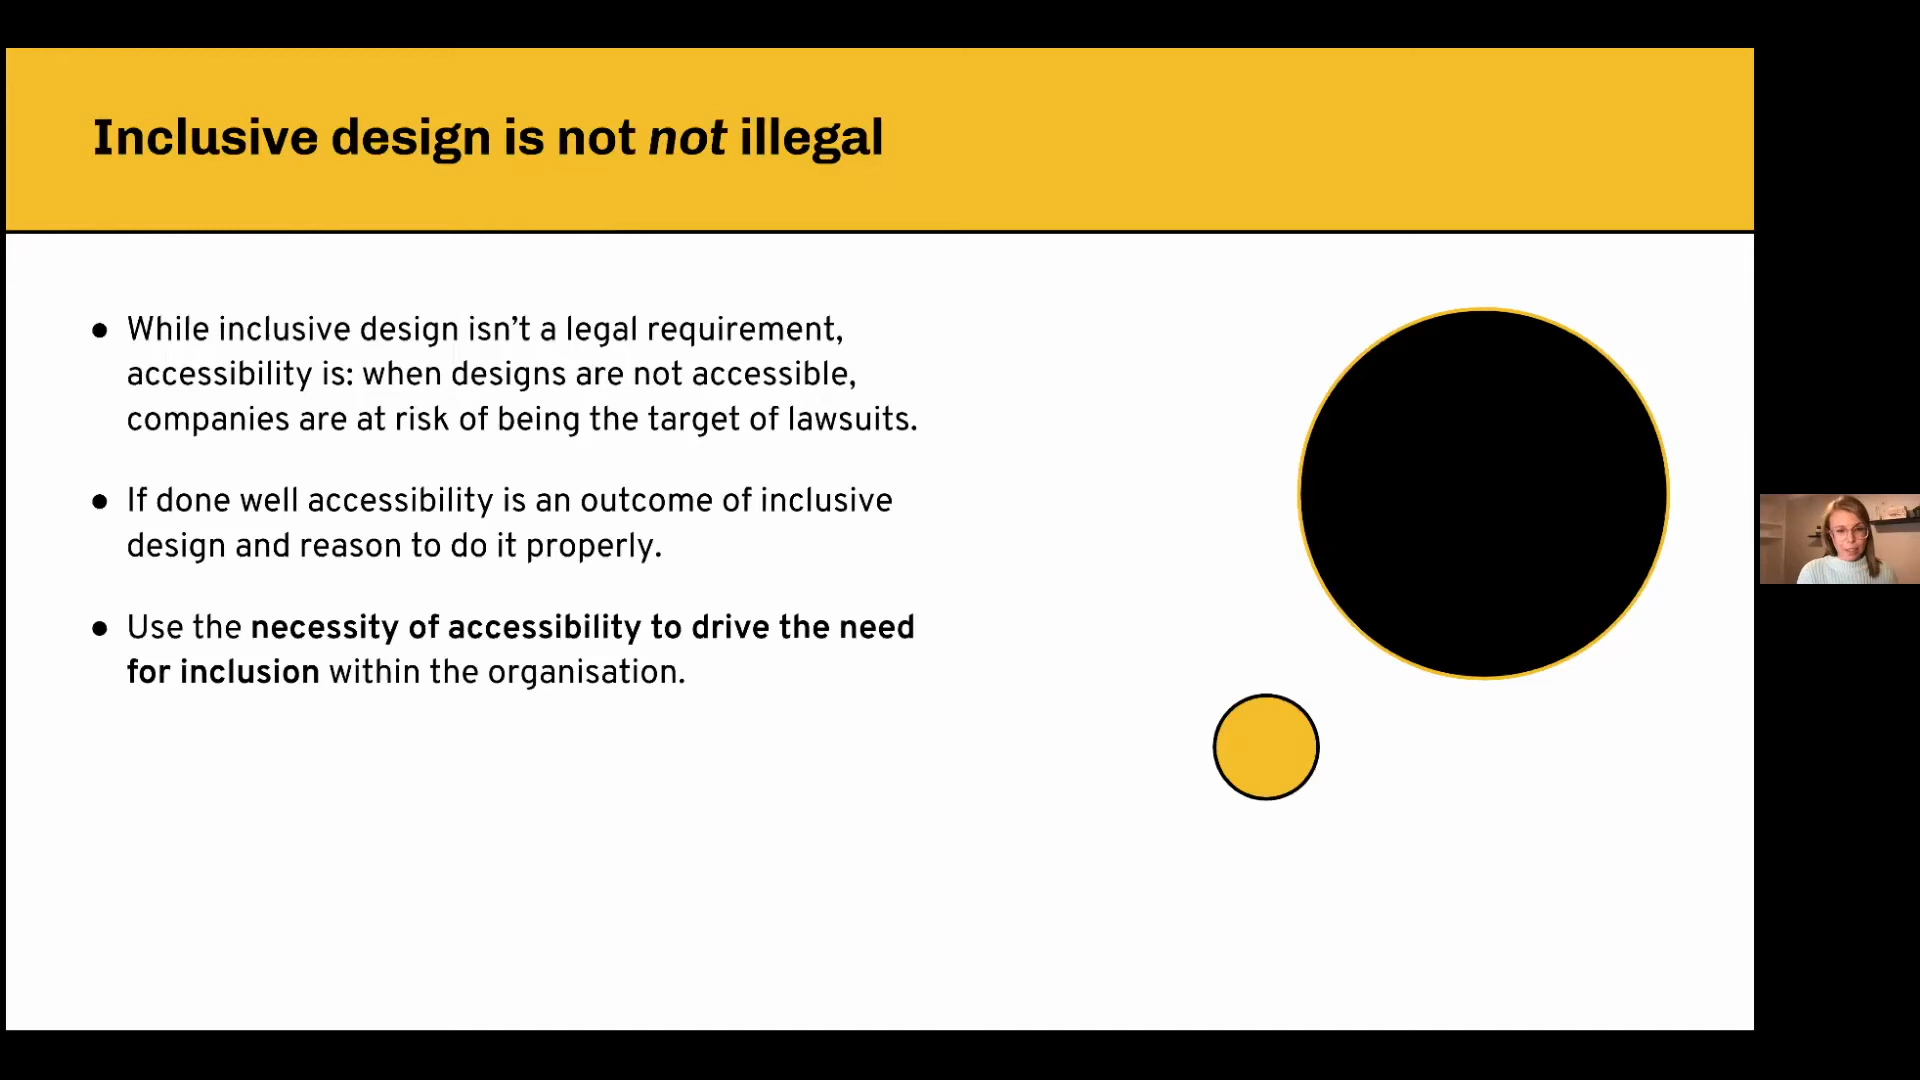 Inclusive design is not not illegal
● While inclusive design isn’t a legal requirement,
accessibility is: when designs are not accessible,
companies are at risk of being the target of lawsuits.
● If done well accessibility is an outcome of inclusive
design and reason to do it properly.
● Use the necessity of accessibility to drive the need
for inclusion within the organisation.